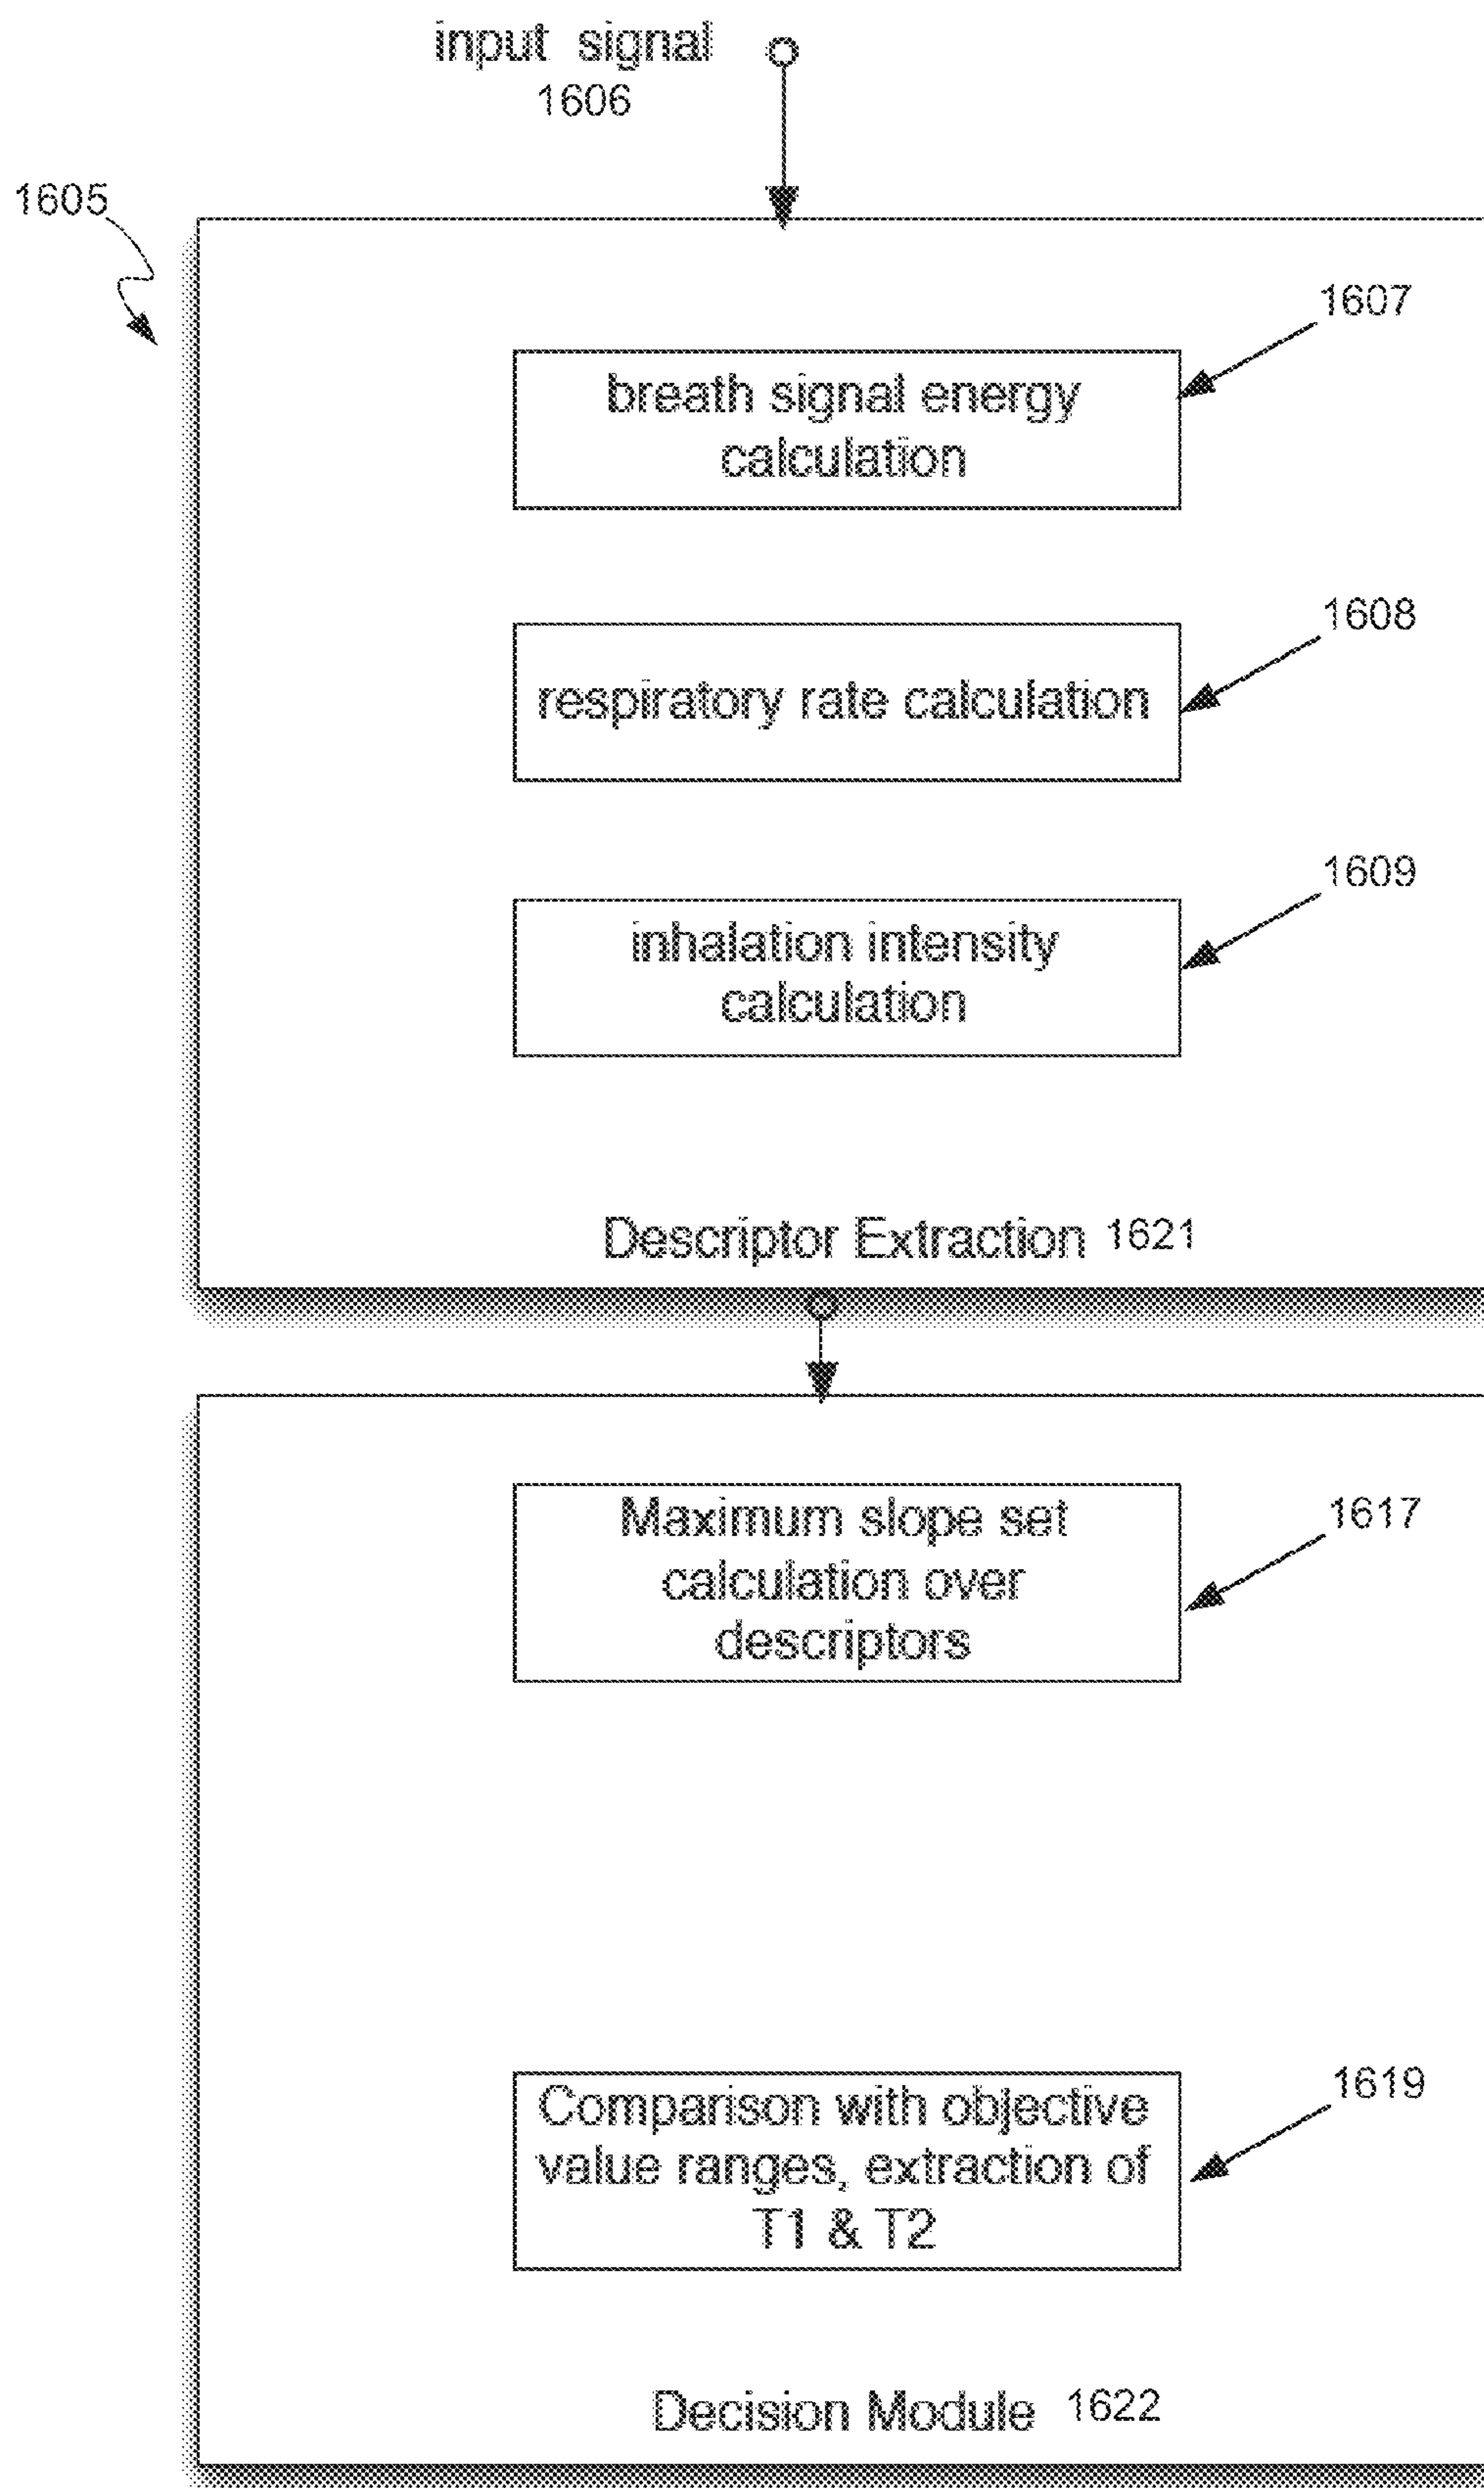 input signal
1606
1605
1607
breath signal energy
calculation
1608
respiratory rate calculation
1609
inhalation intensity
calculation
Descriptor Extraction 1621
Maximum slope set
calculation over
descriptors
1617
Comparison with objective
value ranges, extraction of
T1 & T2
1619
Decision Module 1622